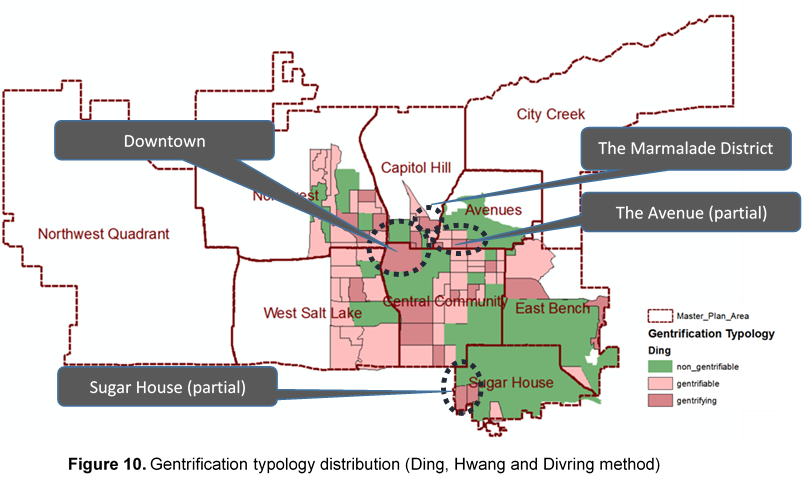 City Creek
Downtown
The Marmalade District
Capitol Hill
Northwest
Avenues
The Avenue (partial)
Northwest Quadrant
Central Community
East Bench
West Salt Lake
Master_Plan_Area
Gentrification Typology
Ding
non_gentrifiable
gentrifiable
gentrifying
Sugar House (partial)
Sugar House
Figure 10. Gentrification typology distribution (Ding, Hwang and Divring method)